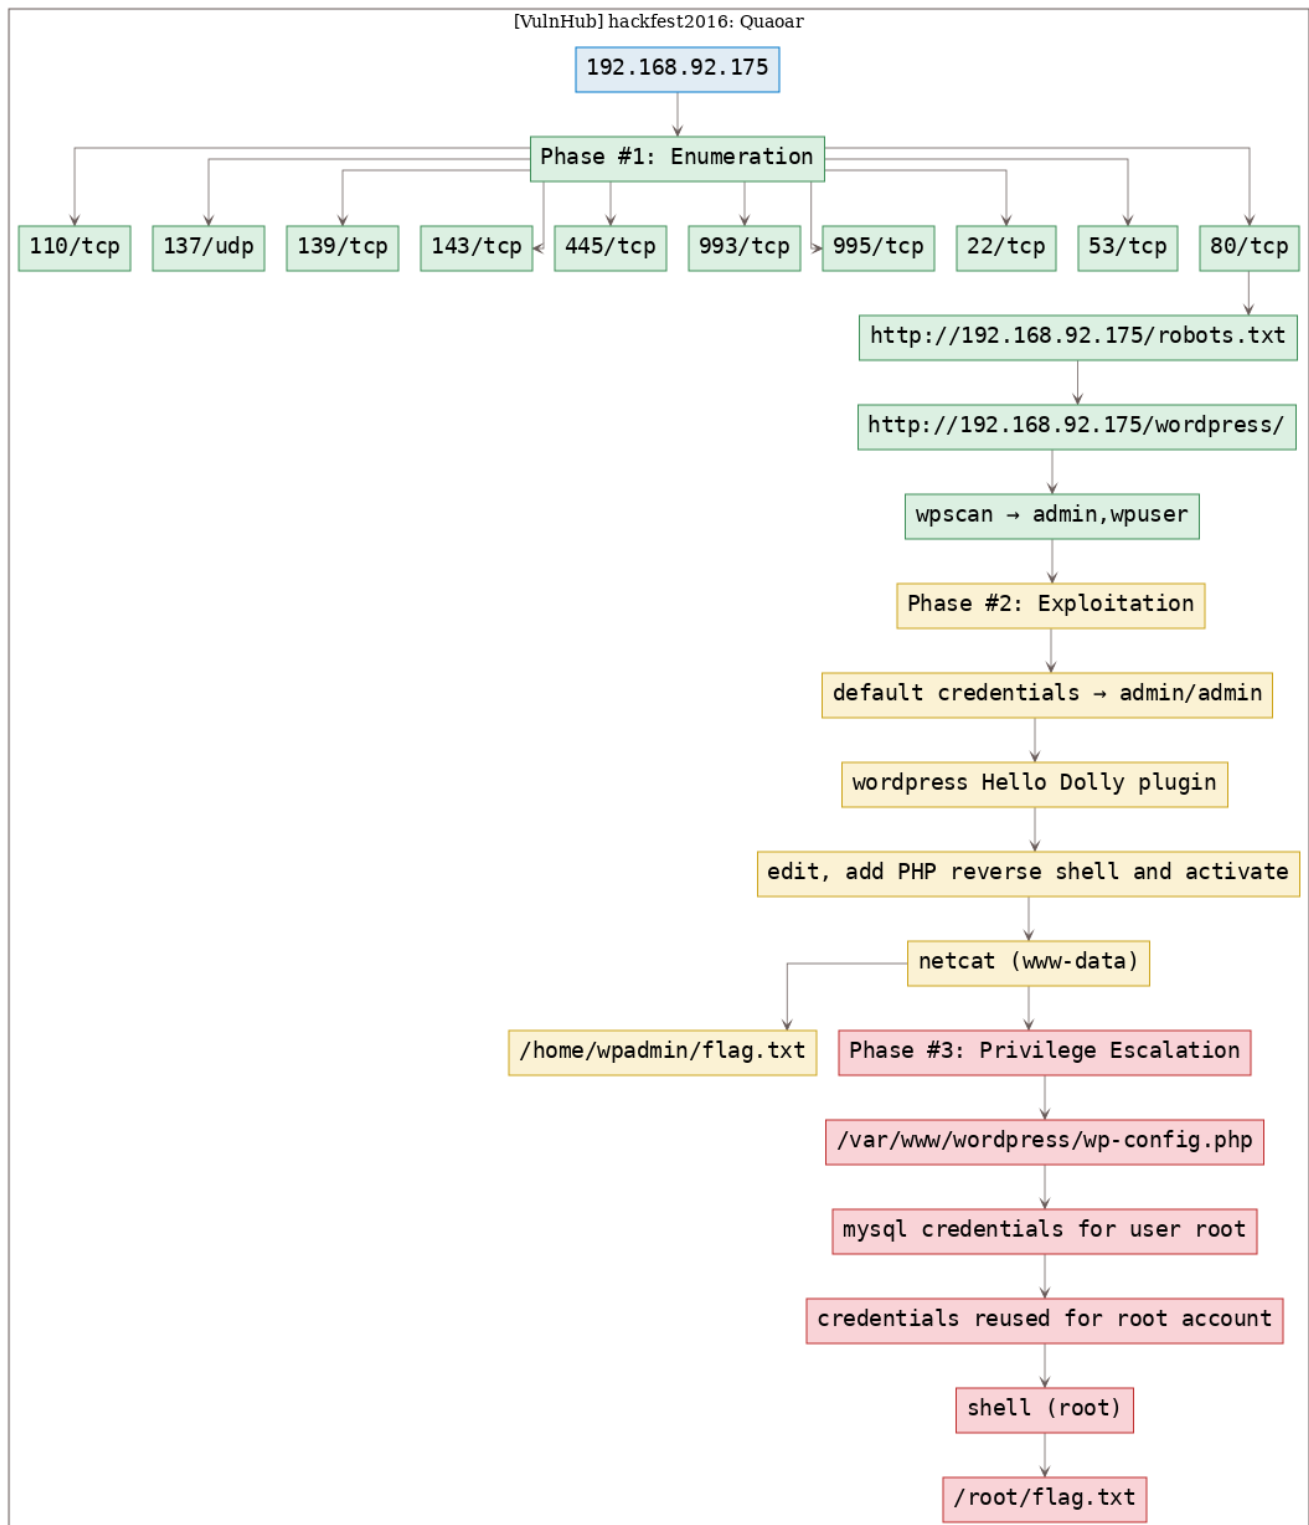 [VulnHub] hackfest2016: Quaoar
192.168.92.175
Phase #1: Enumeration
110/tcp
137/udp
139/tcp
143/tcp
445/tcp
993/tcp
995/tcp
22/tcp
53/tcp
80/tcp
http://192.168.92.175/robots.txt
http://192.168.92.175/wordpress/
wpscan → admin,wpuser
Phase #2: Exploitation
default credentials → admin/admin
wordpress Hello Dolly plugin
edit, add PHP reverse shell and activate
netcat (www-data)
/home/wpadmin/flag.txt
Phase #3: Privilege Escalation
/var/www/wordpress/wp-config.php
mysql credentials for user root
credentials reused for root account
shell (root)
/root/flag.txt